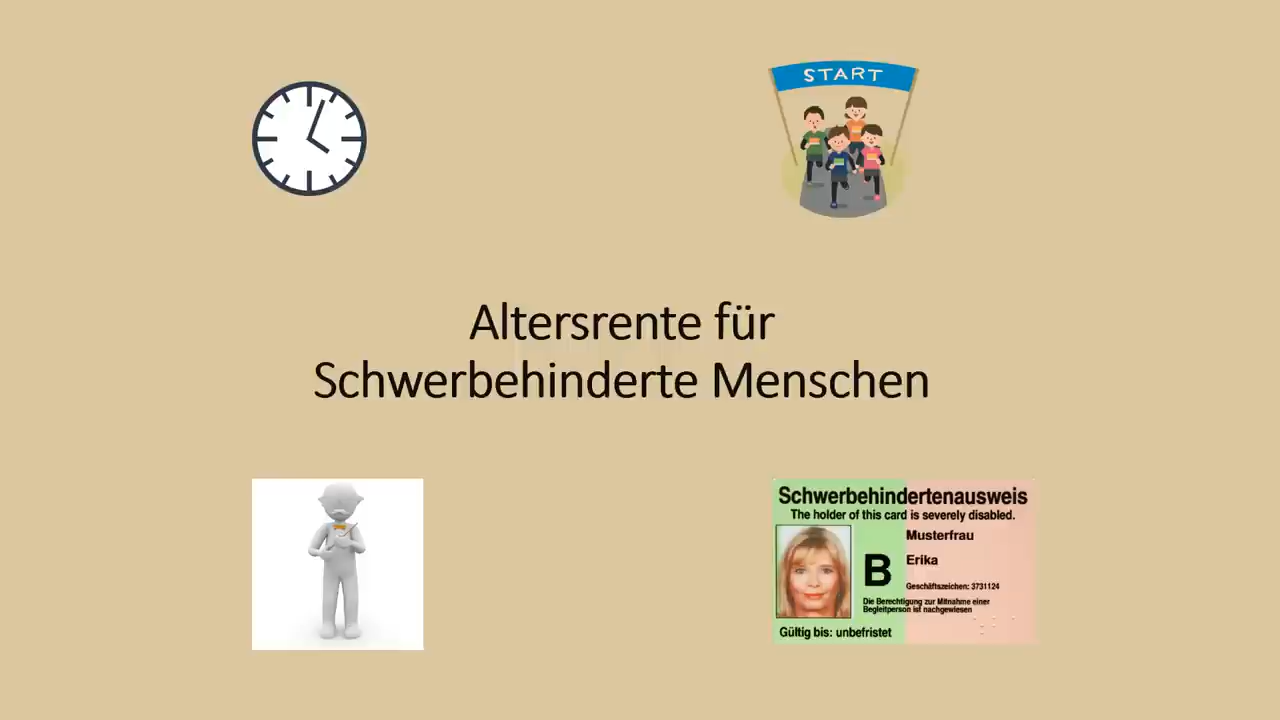 START
Altersrente für
Schwerbehinderte Menschen
Schwerbehindertenausweis
The holder of this card is severely disabled.
Musterfrau
B
Erika
Geschäftszeichen: 3731124
Die Berechtigung zur Mitnahme einer
Begleitperson ist nachgewiesen
Gültig bis: unbefristet